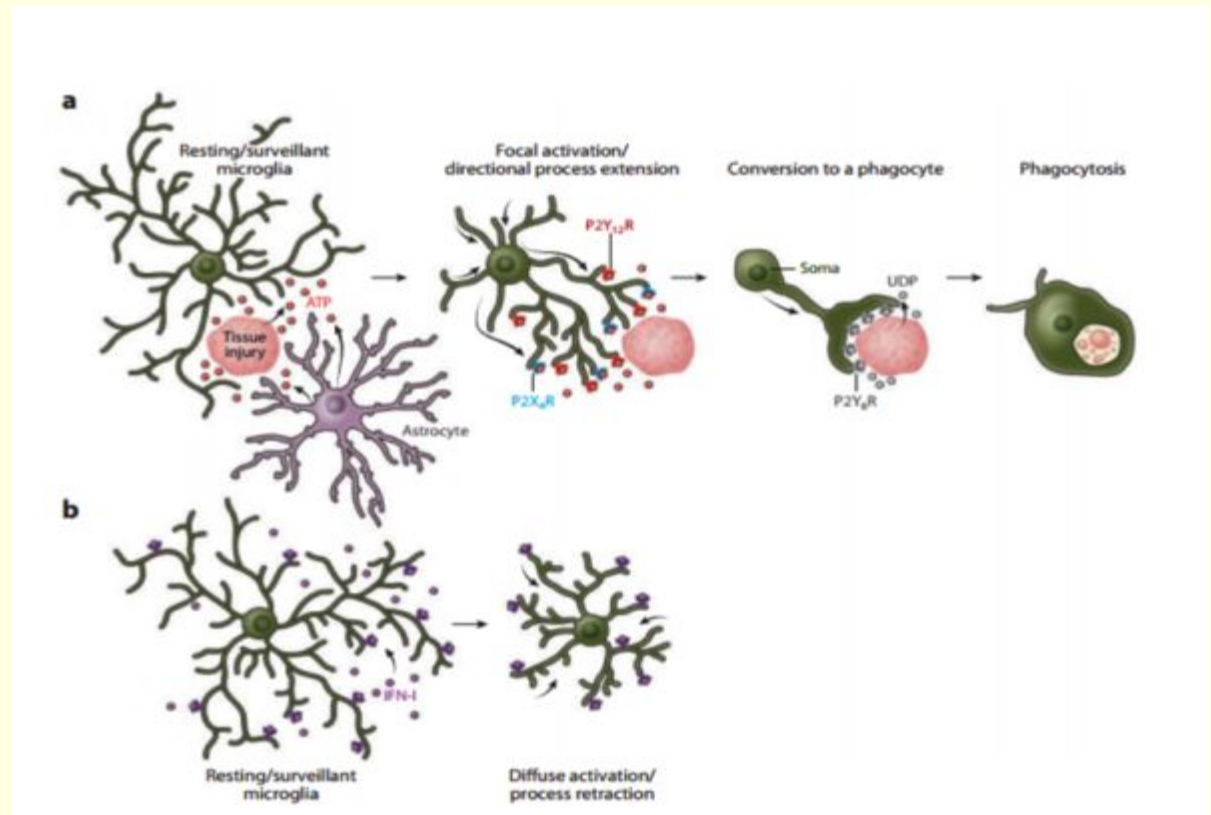 a
Resting/surveillant
microglia
Focal activation/
directional process extension
Conversion to a phagocyte
Phagocytosis
P2Y₁₂R
Soma
UDP
ATP
Tissue
injury
P2X₄R
P2Y₆R
Astrocyte
b
IFN-I
Resting/surveillant
microglia
Diffuse activation/
process retraction